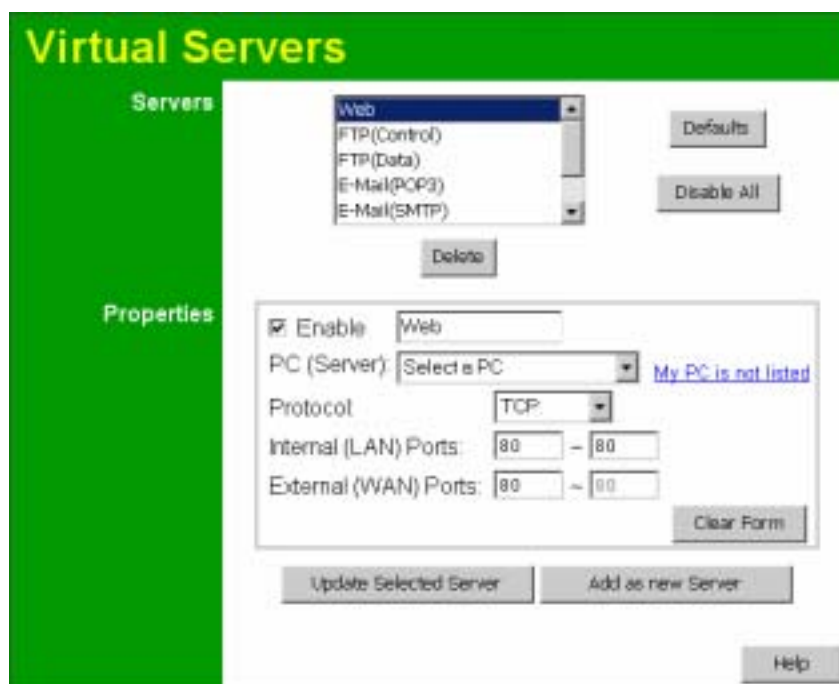 Virtual Servers
Servers
Web
FTP(Control)
FTP(Data)
E-Mail(POP3)
E-Mail(SMTP)
Defaults
Disable All
Delete
Properties
Enable Web
PC (Server): Select a PC My PC is not listed
Protocol TCP
Internal (LAN) Ports: 80 ~ 80
External (WAN) Ports: 80 ~ 80
Clear Form
Update Selected Server Add as new Server
Help